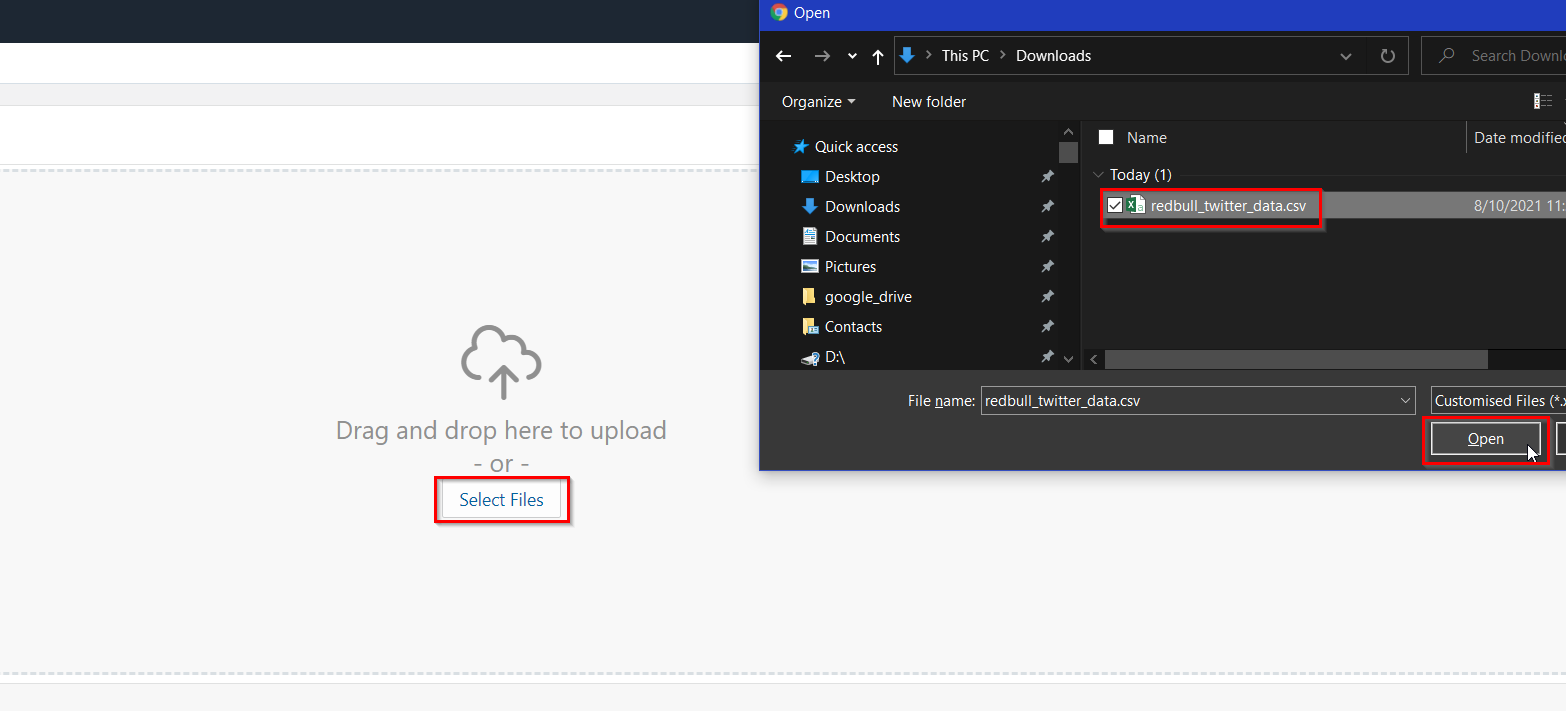 Open
This PC > Downloads
Search Downl
Organize
New folder
Name
Date modified
Quick access
Desktop
Downloads
Documents
Pictures
google_drive
Contacts
D:\
Today (1)
redbull_twitter_data.csv
8/10/2021 11:
File name:
redbull_twitter_data.csv
Customised Files (*.x
Open
Drag and drop here to upload
- or -
Select Files